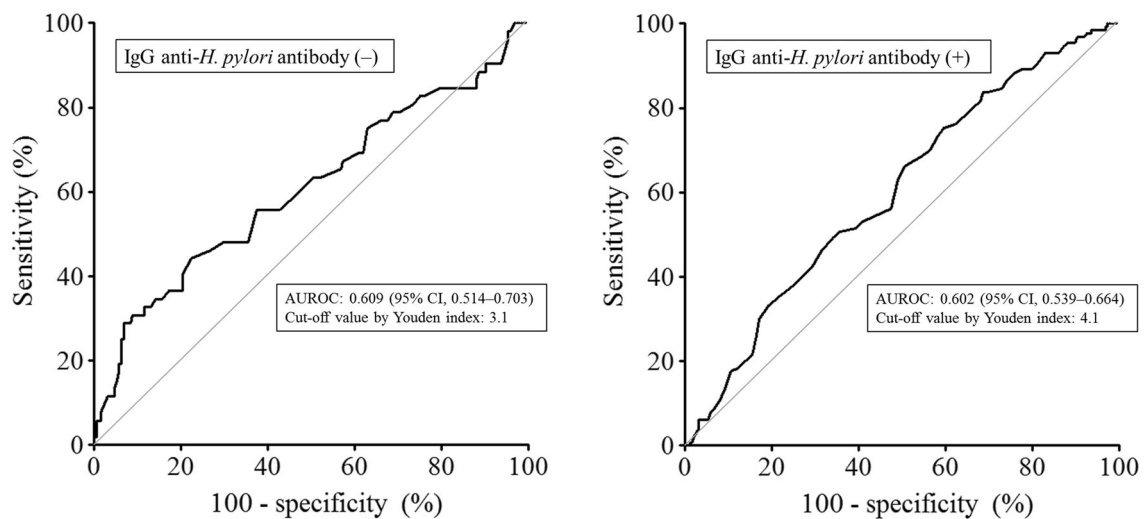 IgG anti-H. pylori antibody (–)
Sensitivity (%)
100
80
60
40
20
0
AUROC: 0.609 (95% CI, 0.514–0.703)
Cut-off value by Youden index: 3.1
0 20 40 60 80 100
100 - specificity (%)
IgG anti-H. pylori antibody (+)
Sensitivity (%)
100
80
60
40
20
0
AUROC: 0.602 (95% CI, 0.539–0.664)
Cut-off value by Youden index: 4.1
0 20 40 60 80 100
100 - specificity (%)